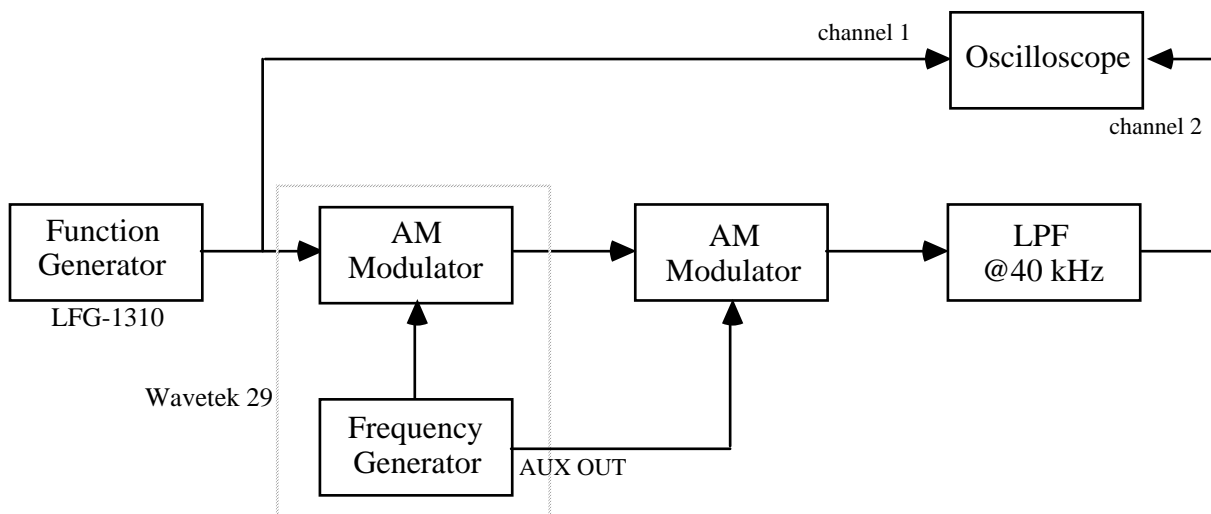 channel 1
Oscilloscope
channel 2
Function
Generator
LFG-1310
AM
Modulator
AM
Modulator
LPF
@40 kHz
Wavetek 29
Frequency
Generator
AUX OUT